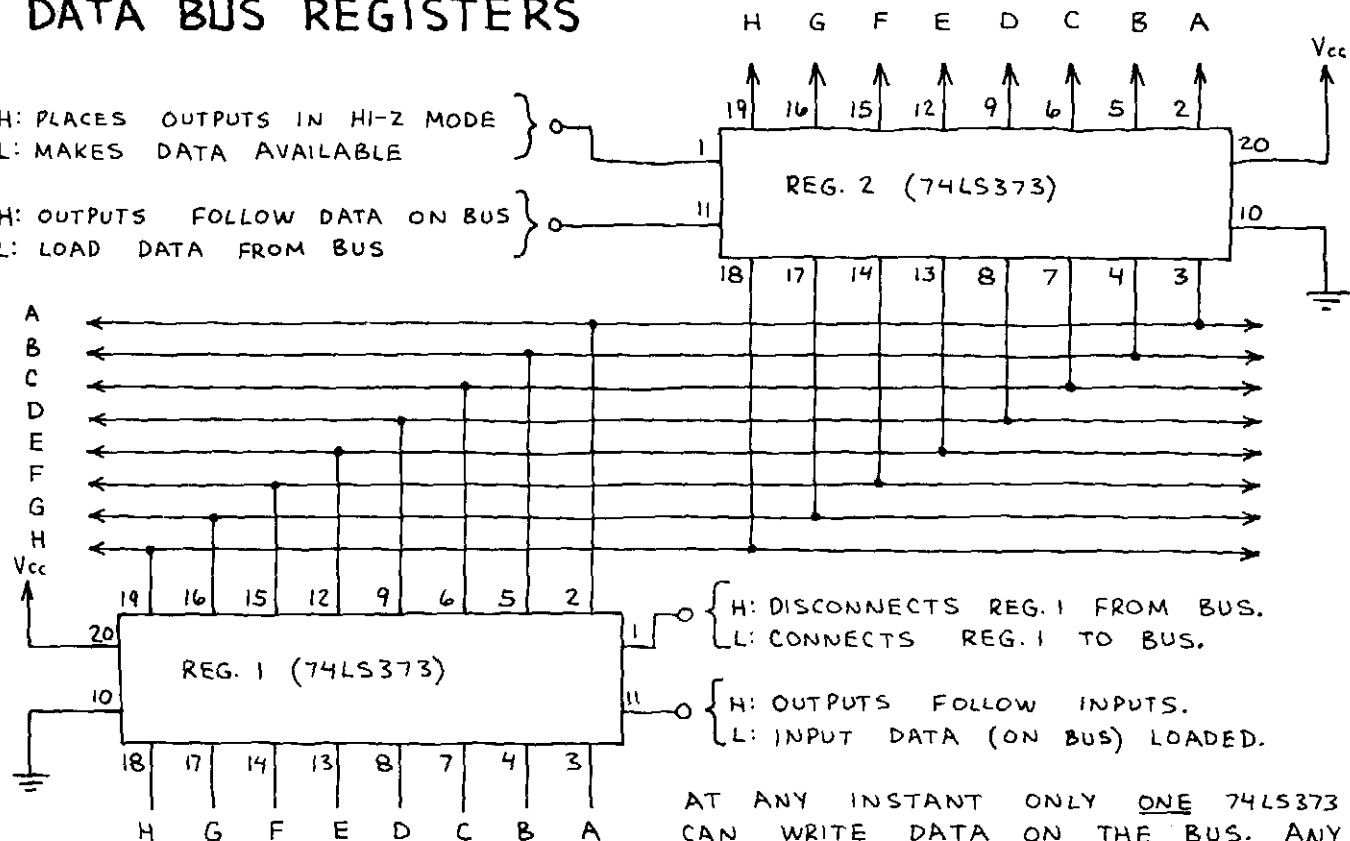 DATA BUS REGISTERS
H G F E D C B A
Vcc
H: PLACES OUTPUTS IN HI-Z MODE
L: MAKES DATA AVAILABLE
19 16 15 12 9 6 5 2
1
20
REG. 2 (74LS373)
H: OUTPUTS FOLLOW DATA ON BUS
L: LOAD DATA FROM BUS
11
10
18 17 14 13 8 7 4 3
A
B
C
D
E
F
G
H
Vcc
19 16 15 12 9 6 5 2
20
1
H: DISCONNECTS REG. 1 FROM BUS.
L: CONNECTS REG. 1 TO BUS.
REG. 1 (74LS373)
10
11
H: OUTPUTS FOLLOW INPUTS.
L: INPUT DATA (ON BUS) LOADED.
18 17 14 13 8 7 4 3
H G F E D C B A
AT ANY INSTANT ONLY ONE 74LS373
CAN WRITE DATA ON THE BUS. ANY